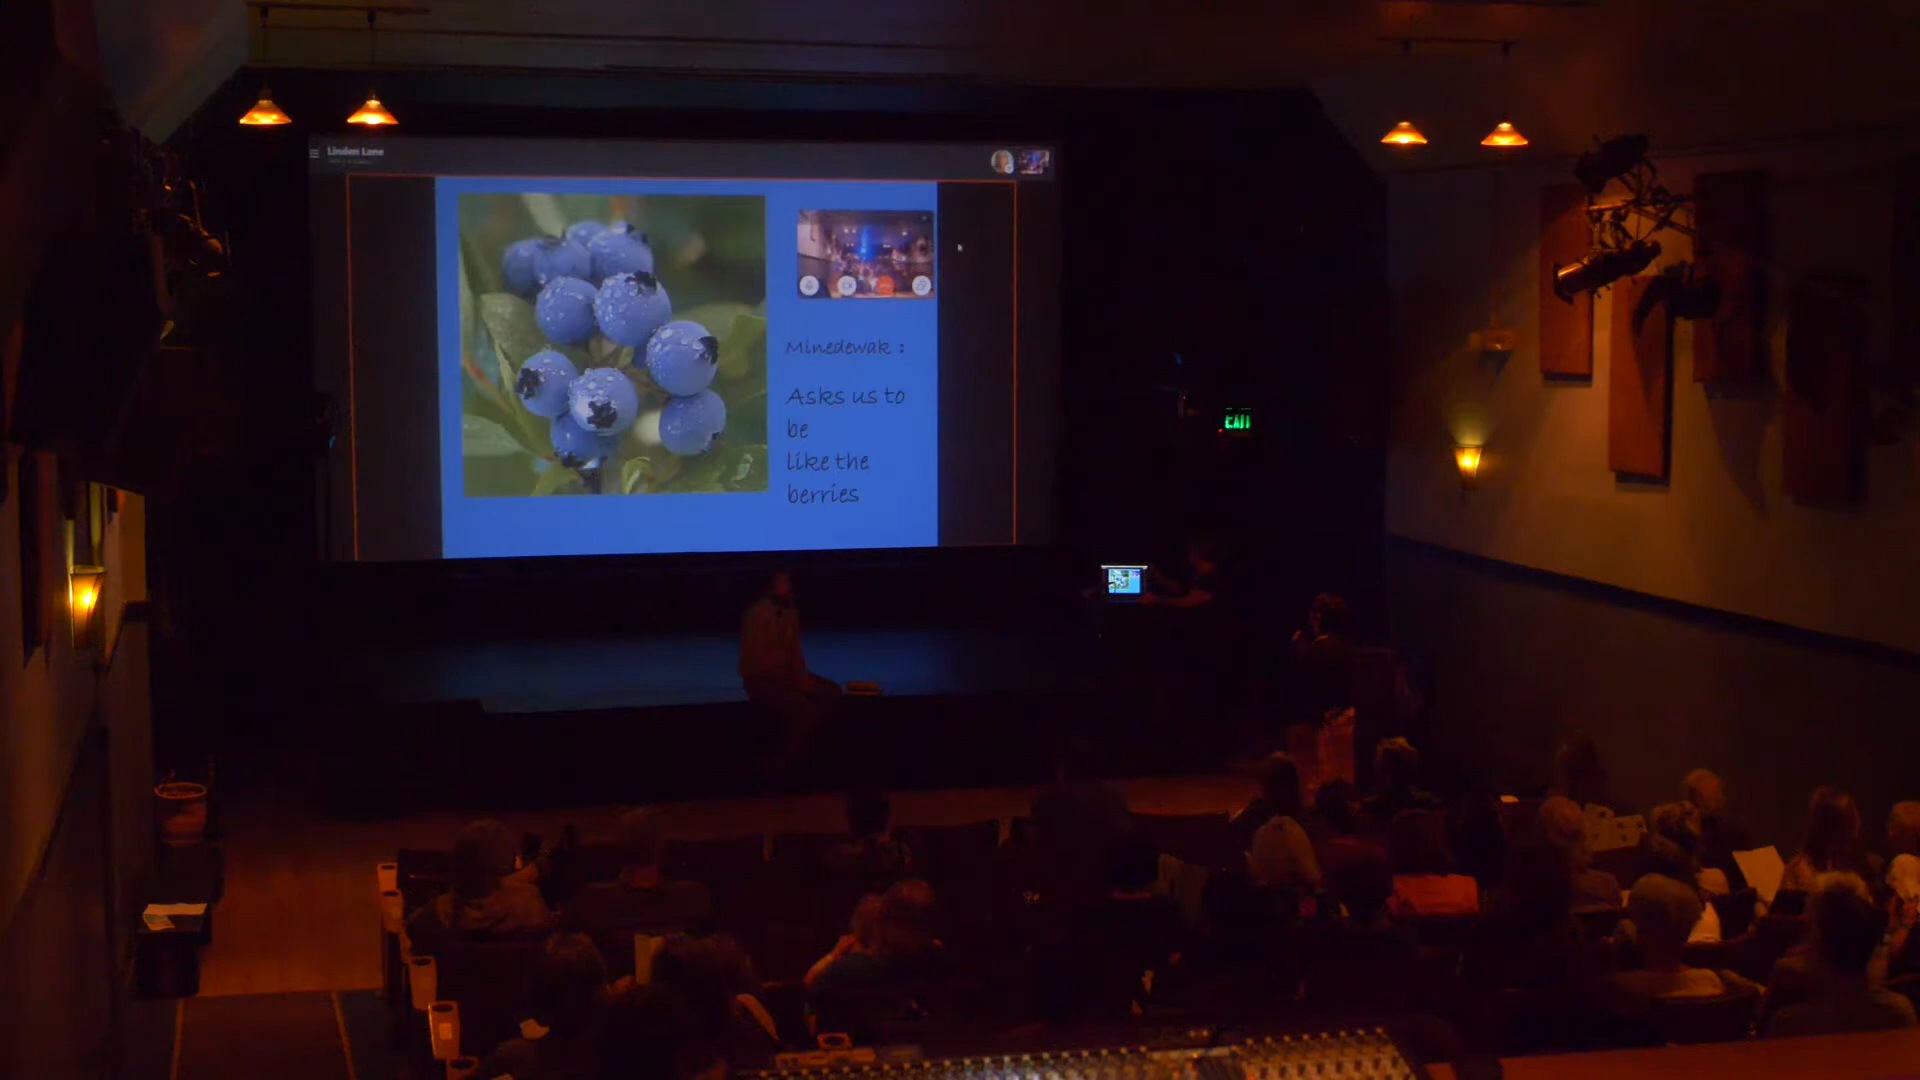 Linden Lane
Minedewak :
Asks us to
be
like the
berries
EXIT